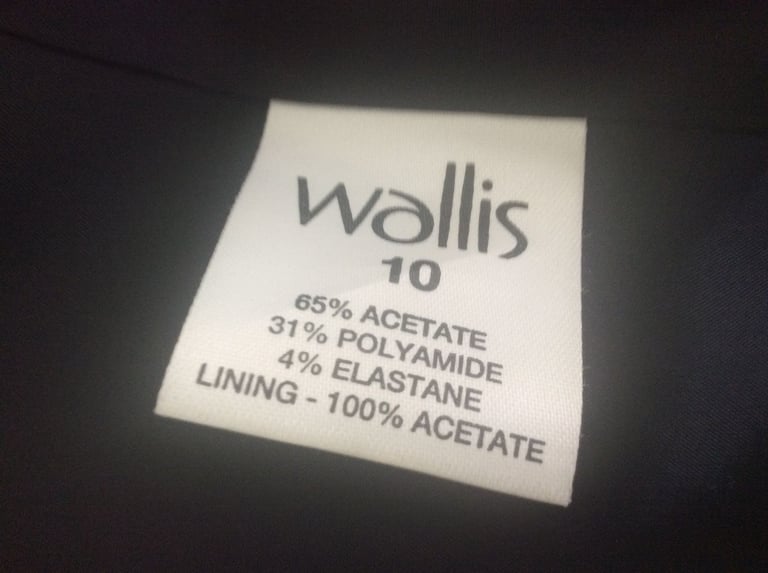 wallis
10
65% ACETATE
31% POLYAMIDE
4% ELASTANE
LINING - 100% ACETATE